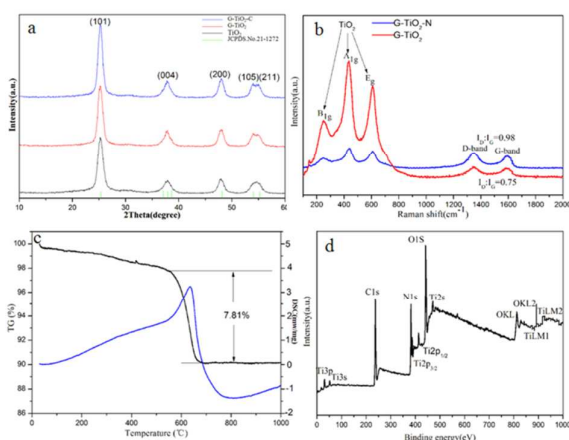 a
(101)
G-TiO2-C
G-TiO2
TiO2
JCPDS.No.21-1272
(004)
(200)
(105)(211)
Intensity(a.u.)
10 20 30 40 50 60
2Theta(degree)
b
G-TiO2-N
G-TiO2
TiO2
B1g
A1g
Eg
ID:IG=0.98
D-band
G-band
ID:IG=0.75
Intensity(a.u.)
200 400 600 800 1000 1200 1400 1600 1800 2000
Raman shift(cm-1)
c
100
98
96
94
92
90
88
86
TG (%)
7.81%
5
4
3
2
1
0
-1
-2
0 200 400 600 800 1000
Temperature (℃)
d
O1S
C1s
N1s
Ti2s
OKL2
OKL1
TiLM2
TiLM1
Ti2p1/2
Ti2p3/2
Ti3p
Ti3s
Intensity(a.u.)
0 100 200 300 400 500 600 700 800 900 1000
Binding energy(eV)